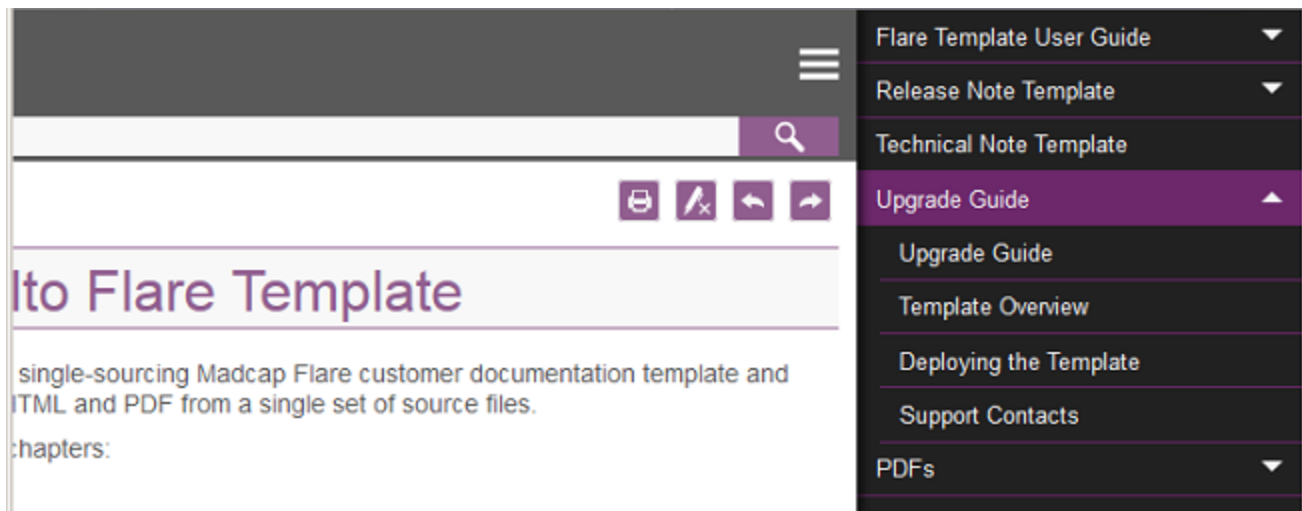 lto Flare Template
single-sourcing Madcap Flare customer documentation template and
TML and PDF from a single set of source files.
hapters:
Flare Template User Guide
Release Note Template
Technical Note Template
Upgrade Guide
Upgrade Guide
Template Overview
Deploying the Template
Support Contacts
PDFs